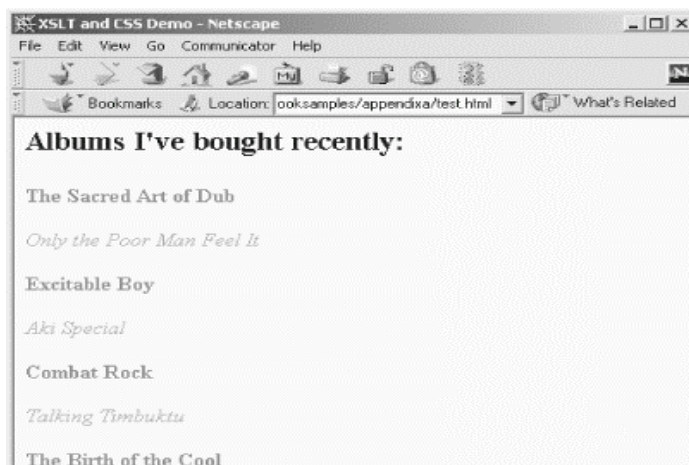 XSLT and CSS Demo - Netscape
File Edit View Go Communicator Help
My N
Bookmarks Location: ooksamples/appendixa/test.html What's Related
Albums I've bought recently:
The Sacred Art of Dub
Only the Poor Man Feel It
Excitable Boy
Aki Special
Combat Rock
Talking Timbuktu
The Birth of the Cool